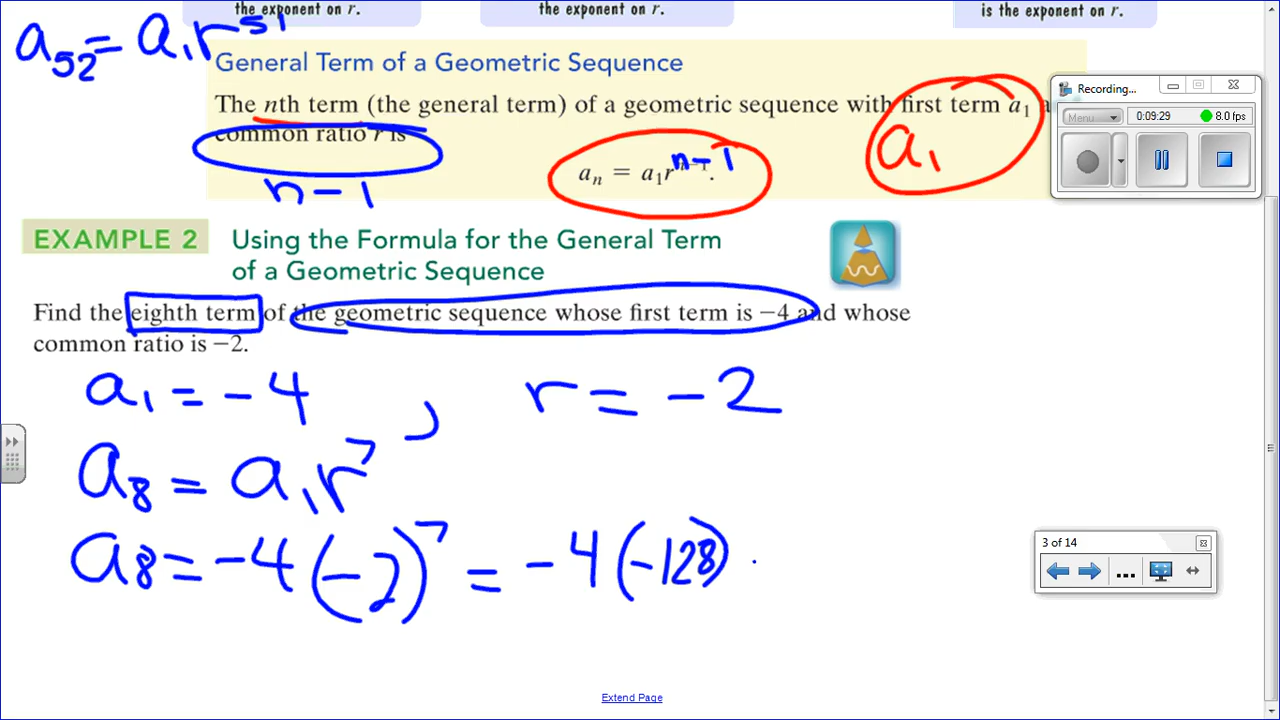 the exponent on r.
the exponent on r.
is the exponent on r.
a52 = a1r51
General Term of a Geometric Sequence
The nth term (the general term) of a geometric sequence with first term a1 a
common ratio r is
an = a1rn−1.
n-1
n-1
a1
Recording...
Menu
0:09:29
8.0 fps
EXAMPLE 2
Using the Formula for the General Term
of a Geometric Sequence
Find the eighth term of the geometric sequence whose first term is −4 and whose
common ratio is −2.
a1 = -4 , r = -2
a8 = a1r7
a8 = -4(-2)7 = -4(-128)
3 of 14
...
Extend Page